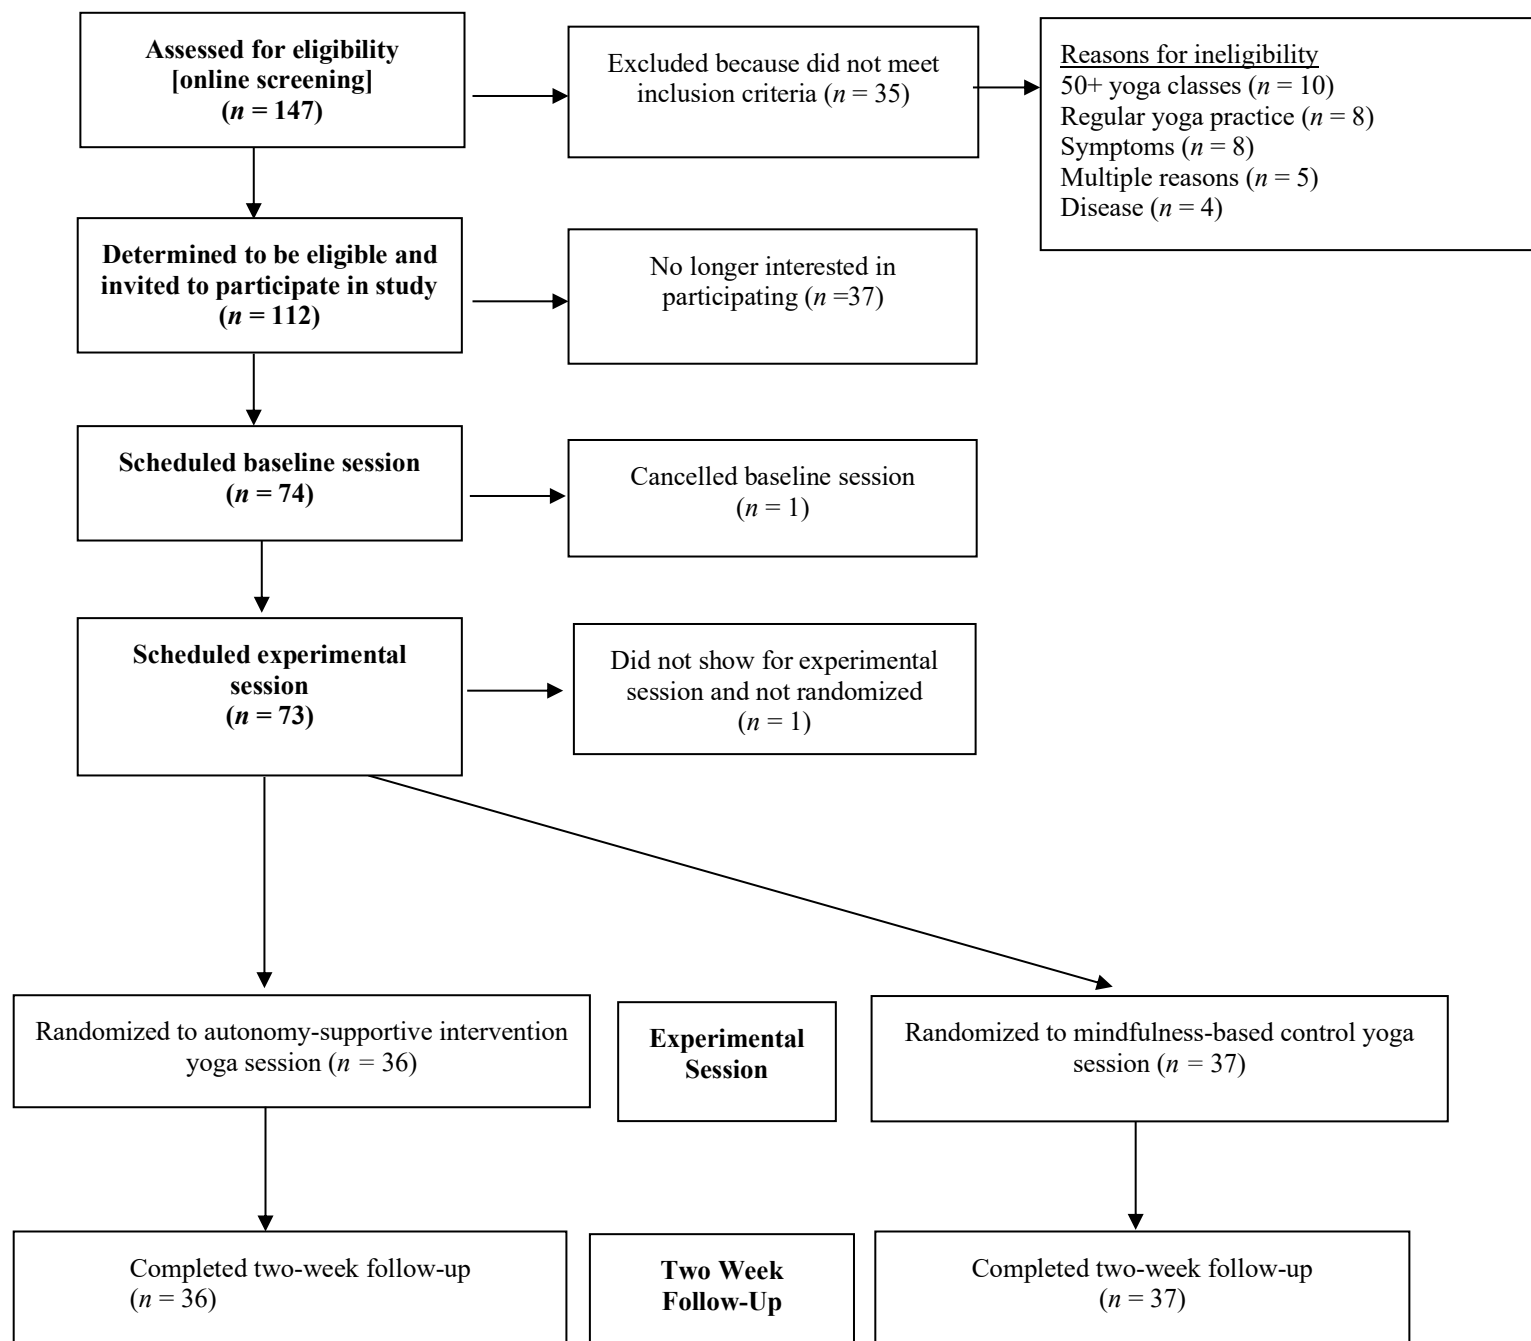 Assessed for eligibility
[online screening]
(n = 147)
Excluded because did not meet
inclusion criteria (n = 35)
Reasons for ineligibility
50+ yoga classes (n = 10)
Regular yoga practice (n = 8)
Symptoms (n = 8)
Multiple reasons (n = 5)
Disease (n = 4)
Determined to be eligible and
invited to participate in study
(n = 112)
No longer interested in
participating (n =37)
Scheduled baseline session
(n = 74)
Cancelled baseline session
(n = 1)
Scheduled experimental
session
(n = 73)
Did not show for experimental
session and not randomized
(n = 1)
Randomized to autonomy-supportive intervention
yoga session (n = 36)
Experimental
Session
Randomized to mindfulness-based control yoga
session (n = 37)
Completed two-week follow-up
(n = 36)
Two Week
Follow-Up
Completed two-week follow-up
(n = 37)